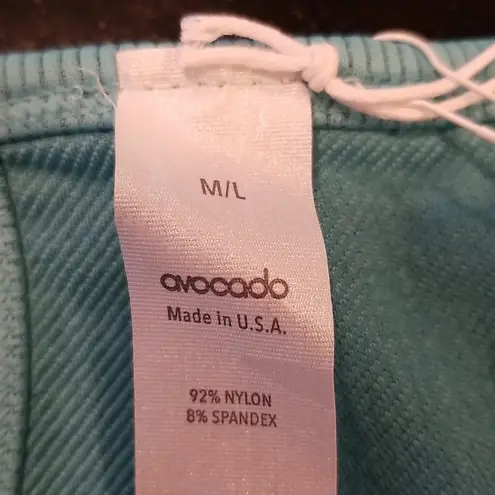 M/L
avocado
Made in U.S.A.
92% NYLON
8% SPANDEX